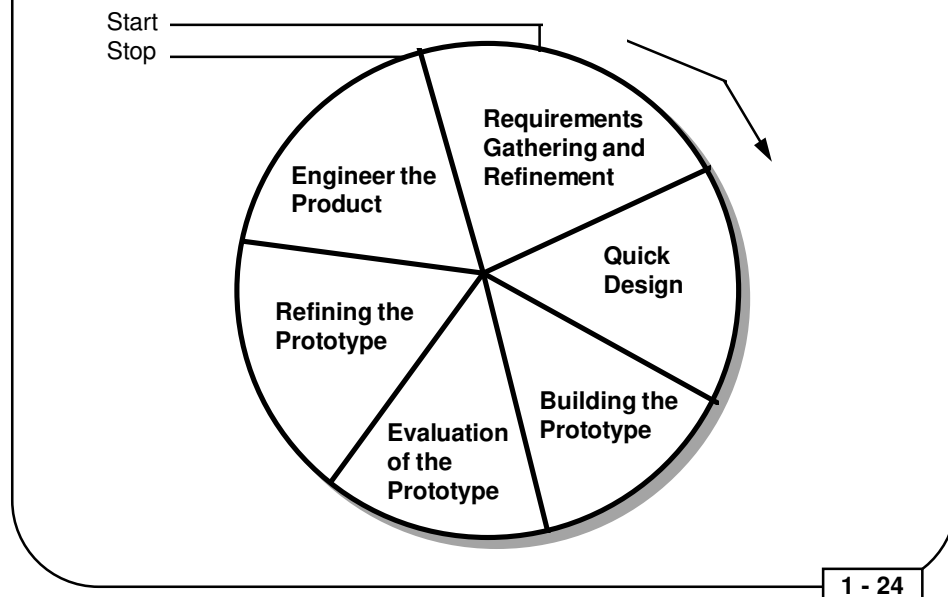 Start
Stop
Requirements
Gathering and
Refinement
Quick
Design
Building the
Prototype
Evaluation
of the
Prototype
Refining the
Prototype
Engineer the
Product
1 - 24